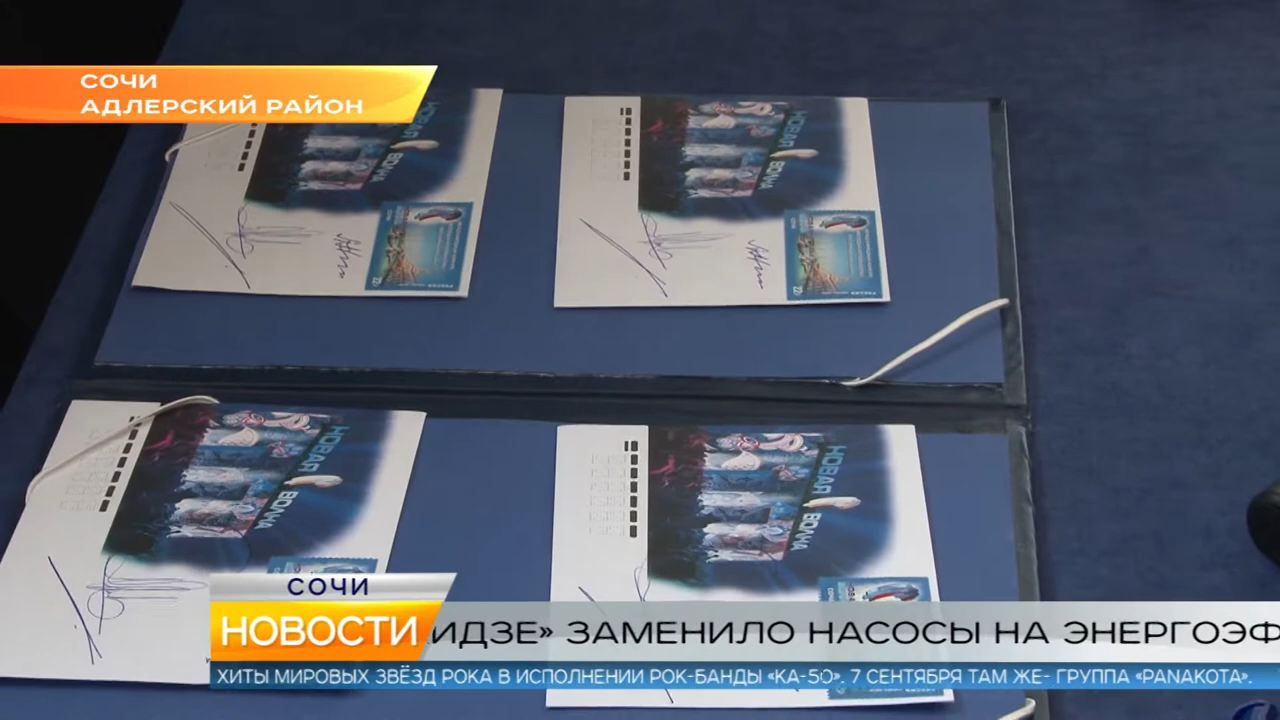 СОЧИ
АДЛЕРСКИЙ РАЙОН
НОВАЯ ВОЛНА
НОВАЯ ВОЛНА
НОВАЯ ВОЛНА
НОВАЯ ВОЛНА
СОЧИ
НОВОСТИ
ИДЗЕ» ЗАМЕНИЛО НАСОСЫ НА ЭНЕРГОЭФ
ХИТЫ МИРОВЫХ ЗВЁЗД РОКА В ИСПОЛНЕНИИ РОК-БАНДЫ «КА-50». 7 СЕНТЯБРЯ ТАМ ЖЕ- ГРУППА «PANAKOTA».